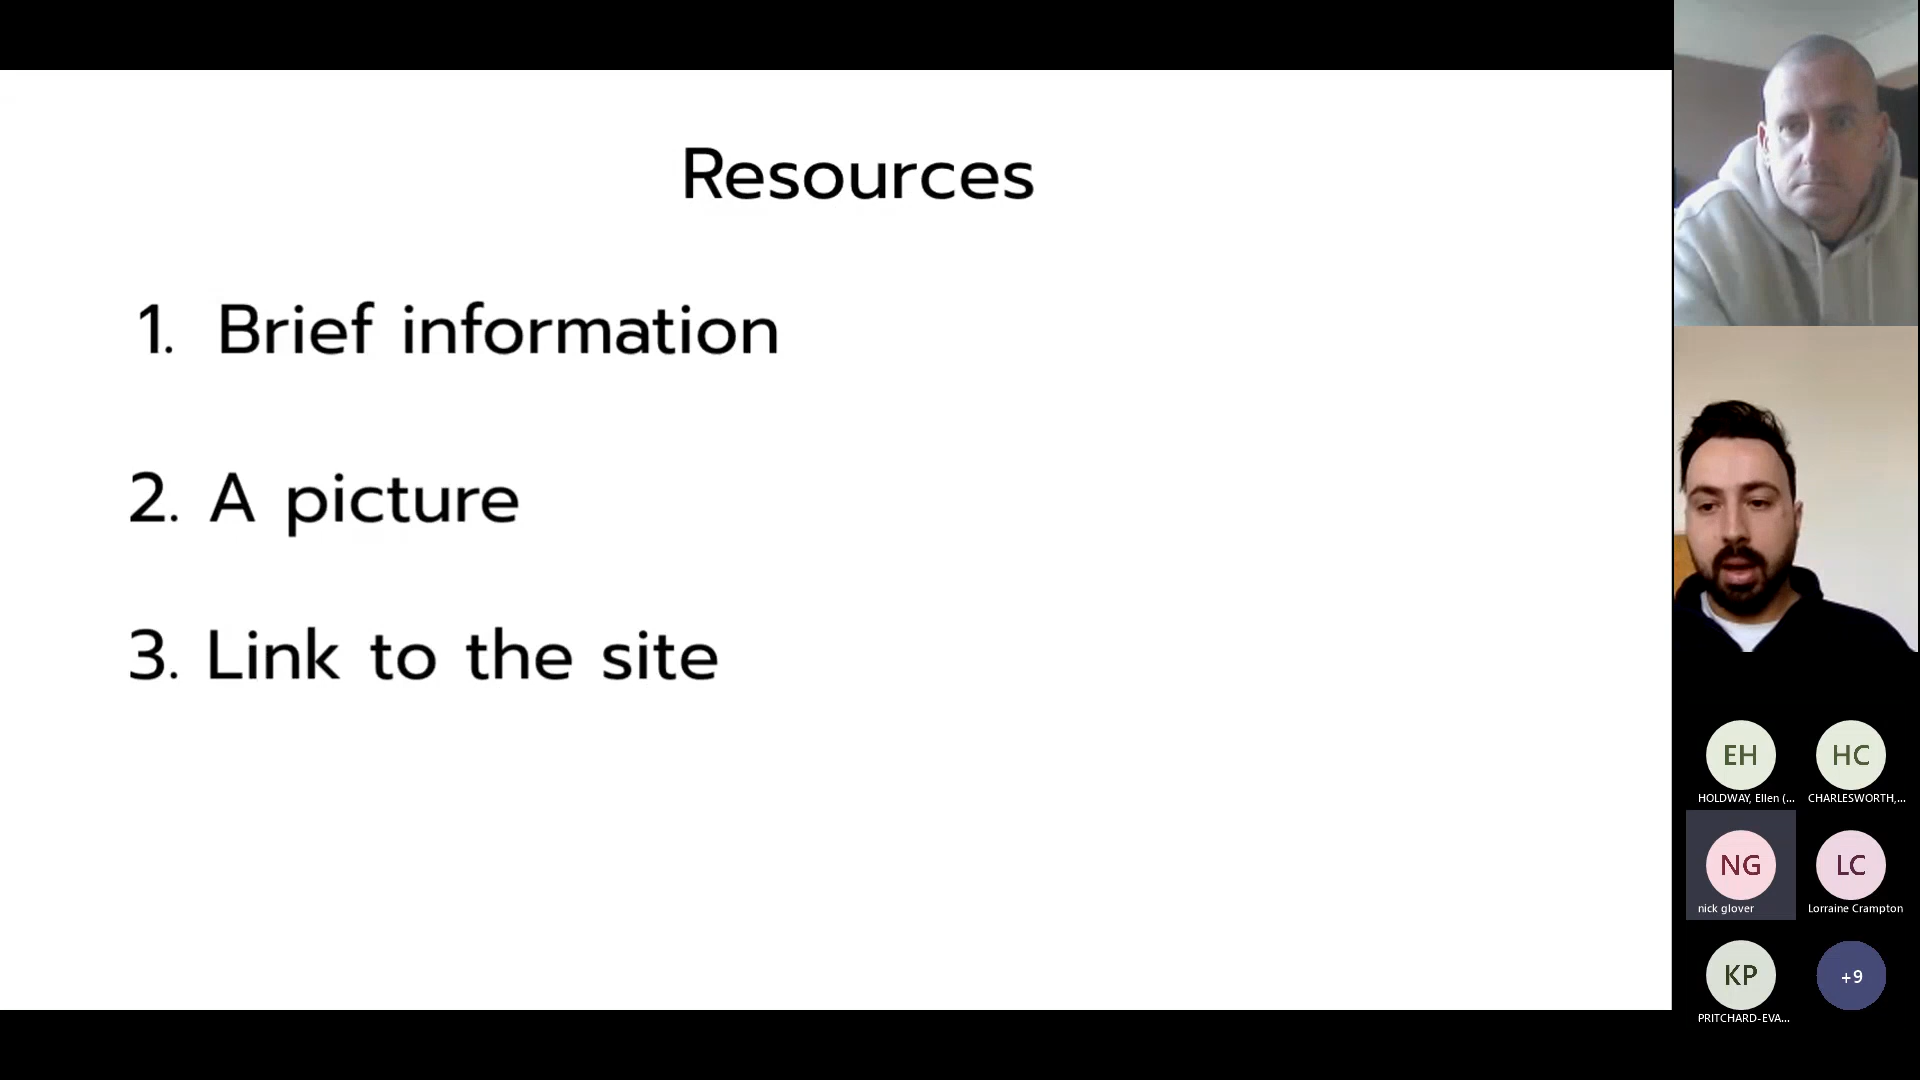 Resources
1. Brief information
2. A picture
3. Link to the site
EH
HOLDWAY, Ellen (...
HC
CHARLESWORTH,...
NG
nick glover
LC
Lorraine Crampton
KP
PRITCHARD-EVA...
+9